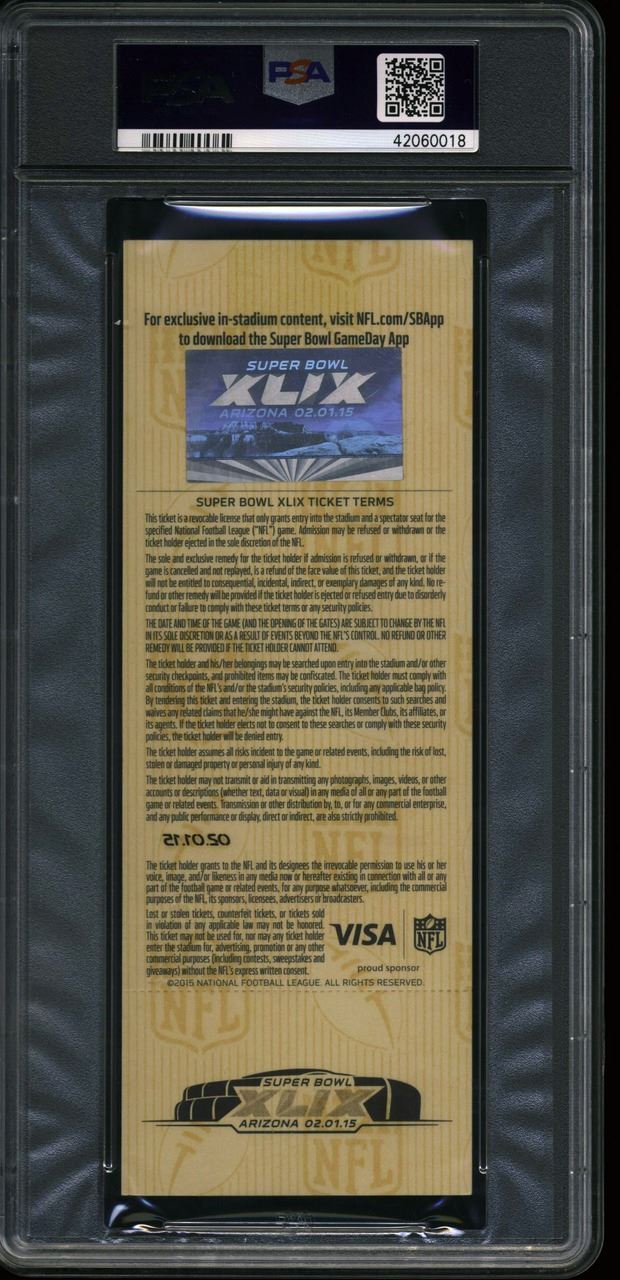 PSA
42060018
NFL
For exclusive in-stadium content, visit NFL.com/SBApp
to download the Super Bowl GameDay App
SUPER BOWL
XLIX
ARIZONA 02.01.15
SUPER BOWL XLIX TICKET TERMS
This ticket is a revocable license that only grants entry into the stadium and a spectator seat for the
specified National Football League ("NFL") game. Admission may be refused or withdrawn or the
ticket holder ejected in the sole discretion of the NFL.
The sole and exclusive remedy for the ticket holder if admission is refused or withdrawn, or if the
game is cancelled and not replayed, is a refund of the face value of this ticket, and the ticket holder
will not be entitled to consequential, incidental, indirect, or exemplary damages of any kind. No re-
fund or other remedy will be provided if the ticket holder is ejected or refused entry due to disorderly
conduct or failure to comply with these ticket terms or any security policies.
THE DATE AND TIME OF THE GAME (AND THE OPENING OF THE GATES) ARE SUBJECT TO CHANGE BY THE NFL
IN ITS SOLE DISCRETION OR AS A RESULT OF EVENTS BEYOND THE NFL'S CONTROL. NO REFUND OR OTHER
REMEDY WILL BE PROVIDED IF THE TICKET HOLDER CANNOT ATTEND.
The ticket holder and his/her belongings may be searched upon entry into the stadium and/or other
security checkpoints, and prohibited items may be confiscated. The ticket holder must comply with
all conditions of the NFL's and/or the stadium's security policies, including any applicable bag policy.
By tendering this ticket and entering the stadium, the ticket holder consents to such searches and
waives any related claims that he/she might have against the NFL, its Member Clubs, its affiliates, or
its agents. If the ticket holder elects not to consent to these searches or comply with these security
policies, the ticket holder will be denied entry.
The ticket holder assumes all risks incident to the game or related events, including the risk of lost,
stolen or damaged property or personal injury of any kind.
The ticket holder may not transmit or aid in transmitting any photographs, images, videos, or other
accounts or descriptions (whether text, data or visual) in any media of all or any part of the football
game or related events. Transmission or other distribution by, to, or for any commercial enterprise,
and any public performance or display, direct or indirect, are also strictly prohibited.
02.01.15
NFL
The ticket holder grants to the NFL and its designees the irrevocable permission to use his or her
voice, image, and/or likeness in any media now or hereafter existing in connection with all or any
part of the football game or related events, for any purpose whatsoever, including the commercial
purposes of the NFL, its sponsors, licensees, advertisers or broadcasters.
Lost or stolen tickets, counterfeit tickets, or tickets sold
in violation of any applicable law may not be honored.
This ticket may not be used for, nor may any ticket holder
enter the stadium for, advertising, promotion or any other
commercial purposes (including contests, sweepstakes and
giveaways) without the NFL's express written consent.
VISA NFL
proud sponsor
©2015 NATIONAL FOOTBALL LEAGUE. ALL RIGHTS RESERVED.
NFL
SUPER BOWL
XLIX
ARIZONA 02.01.15
NFL